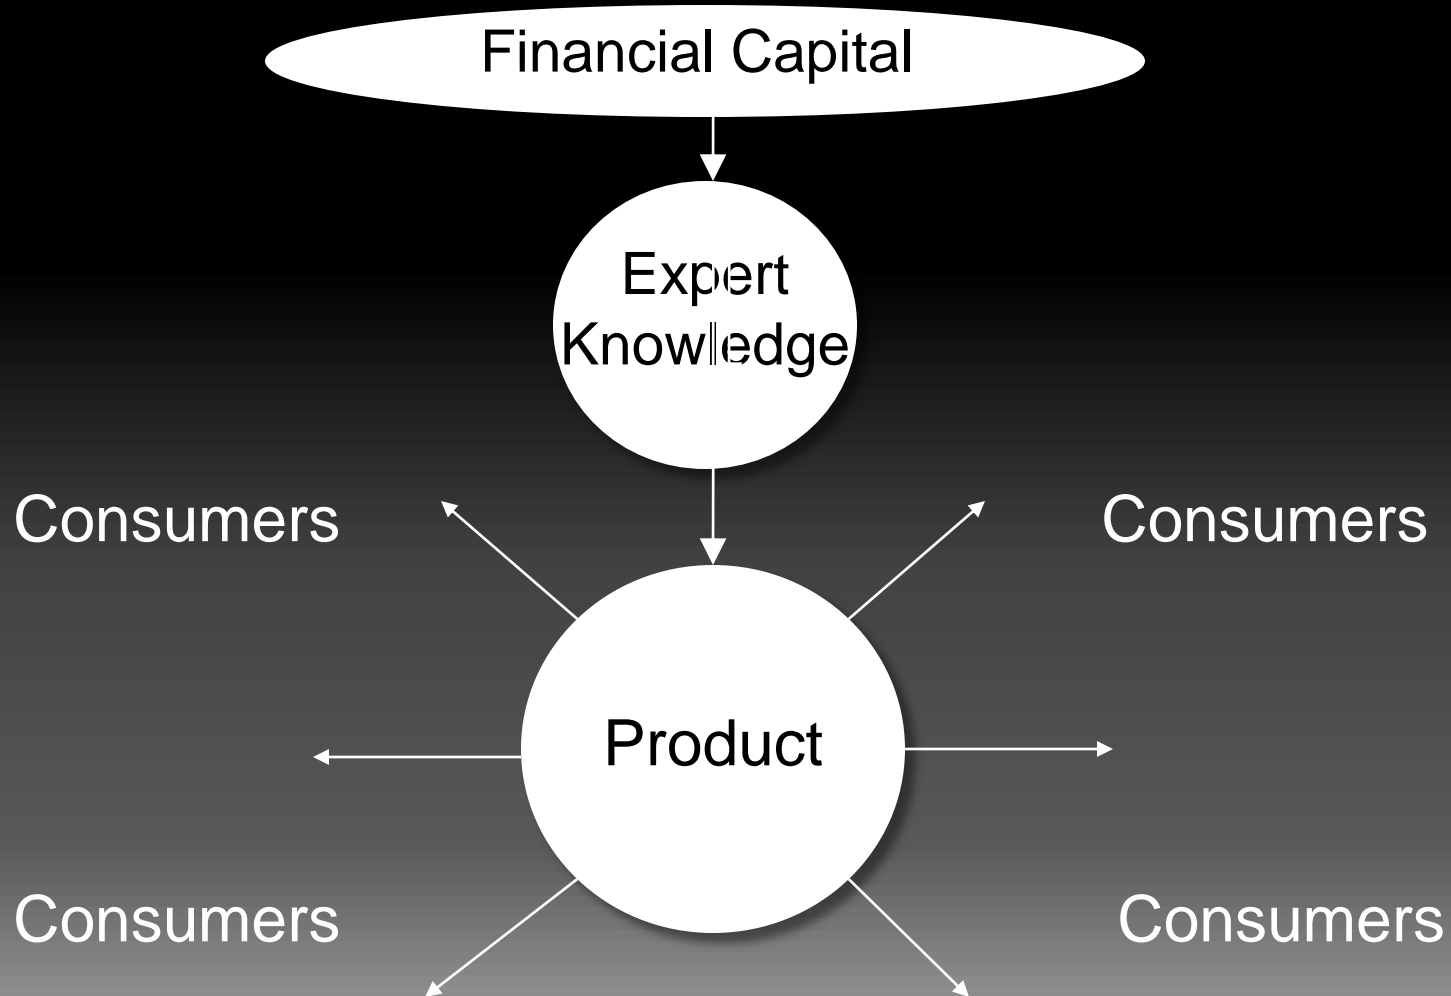 Financial Capital
Expert
Knowledge
Consumers
Consumers
Product
Consumers
Consumers